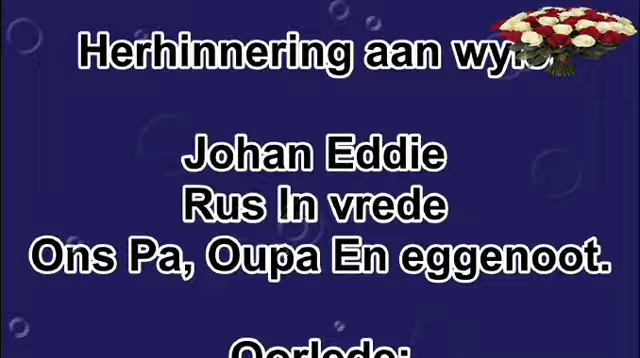 Herhinnering aan
Johan Eddie
Rus In vrede
Ons Pa, Oupa En eggenoot.
Oorlede: